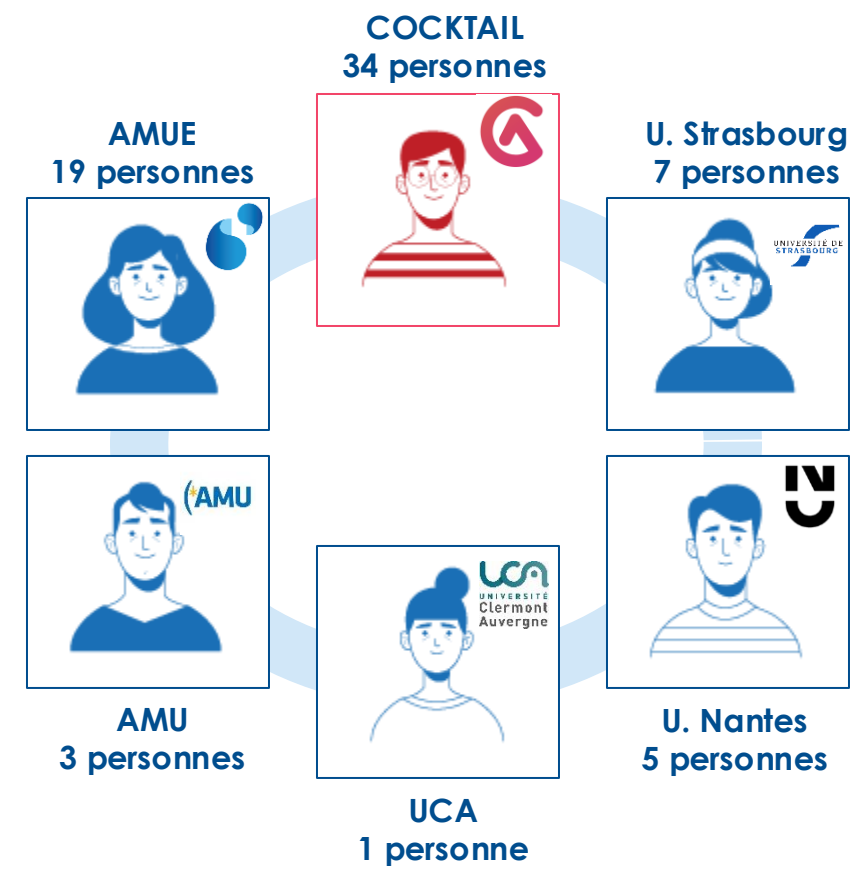 COCKTAIL
34 personnes
AMUE
19 personnes
U. Strasbourg
7 personnes
UNIVERSITÉ DE
STRASBOURG
(*AMU
NU
UCA
UNIVERSITÉ
Clermont
Auvergne
AMU
3 personnes
U. Nantes
5 personnes
UCA
1 personne